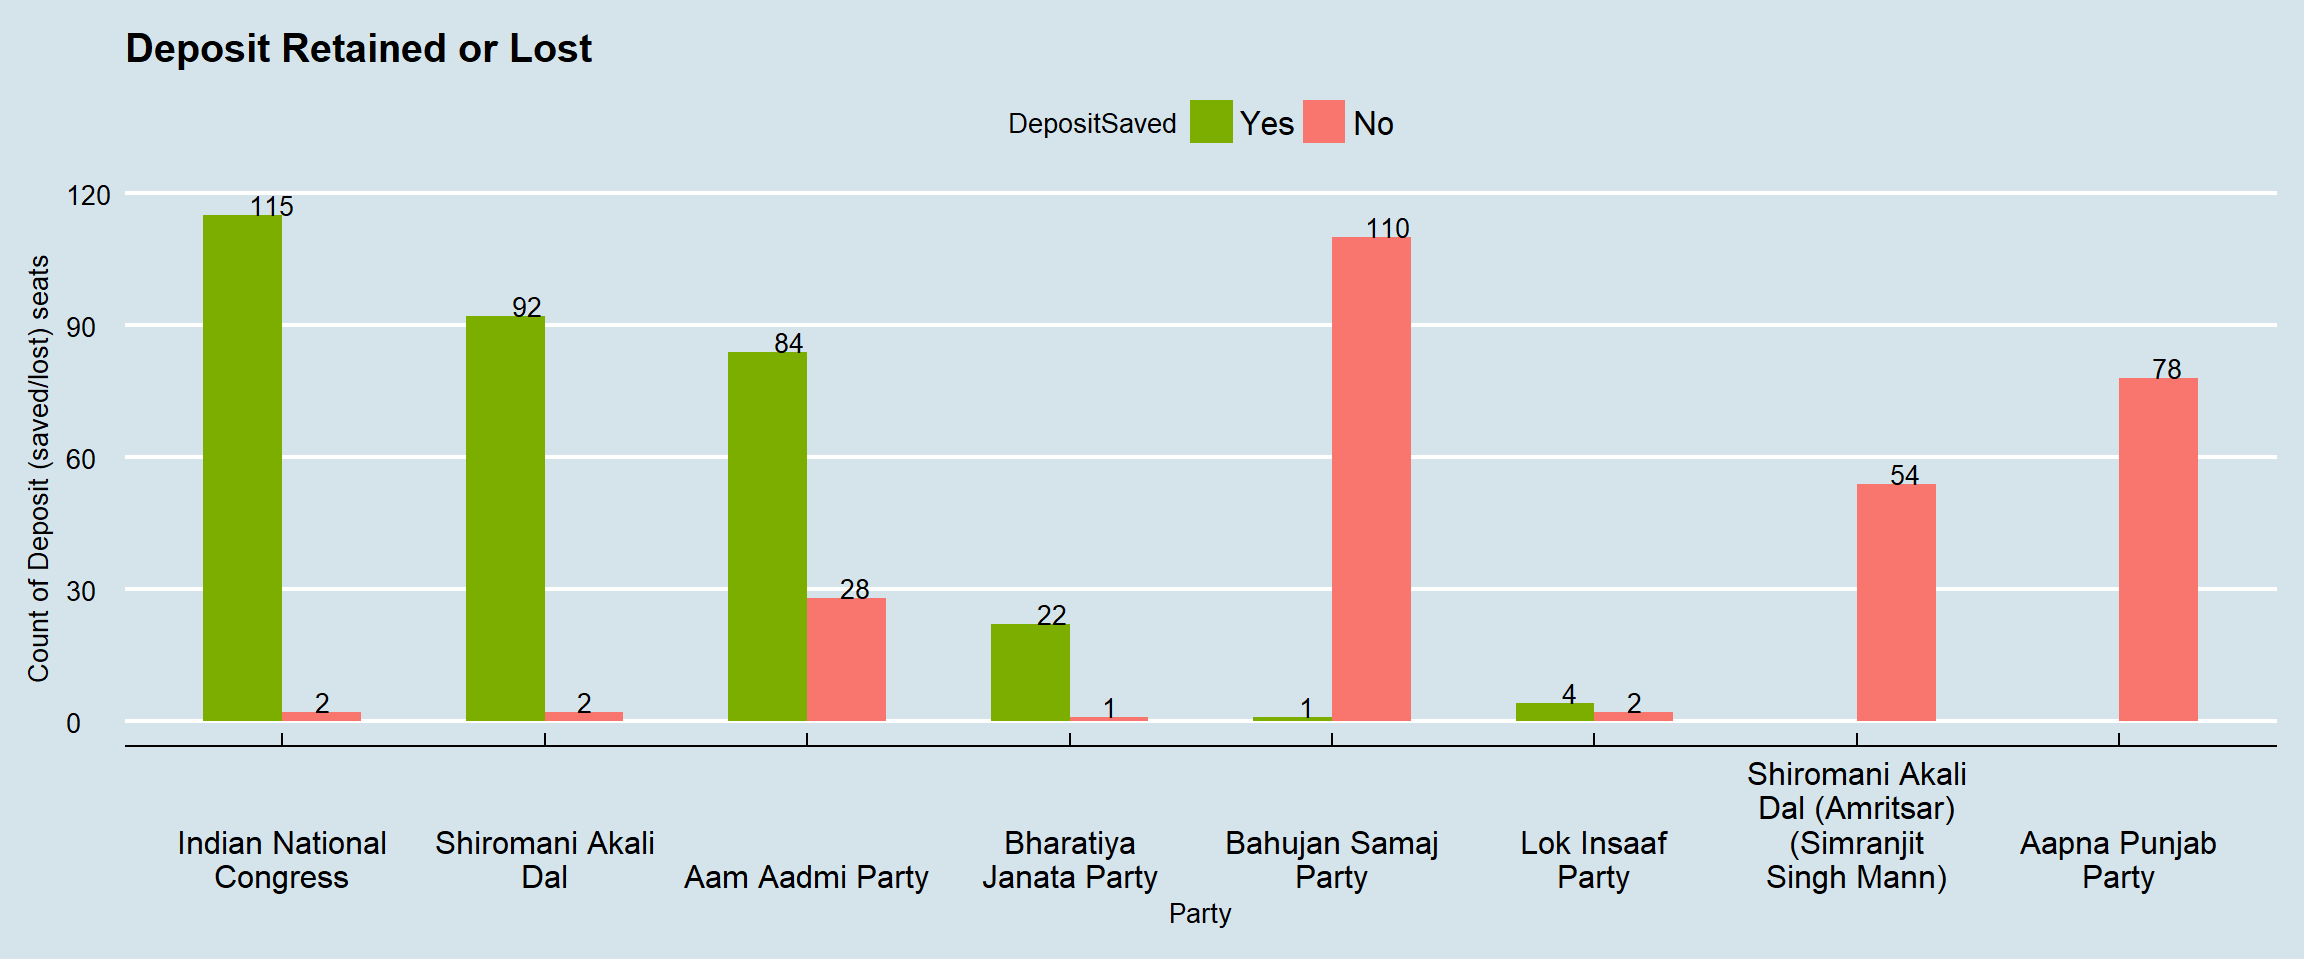 Deposit Retained or Lost
DepositSaved Yes No
Count of Deposit (saved/lost) seats
120
90
60
30
0
115
2
92
2
84
28
22
1
1
110
4
2
54
78
Indian National
Congress
Shiromani Akali
Dal
Aam Aadmi Party
Bharatiya
Janata Party
Bahujan Samaj
Party
Lok Insaaf
Party
Shiromani Akali
Dal (Amritsar)
(Simranjit
Singh Mann)
Aapna Punjab
Party
Party